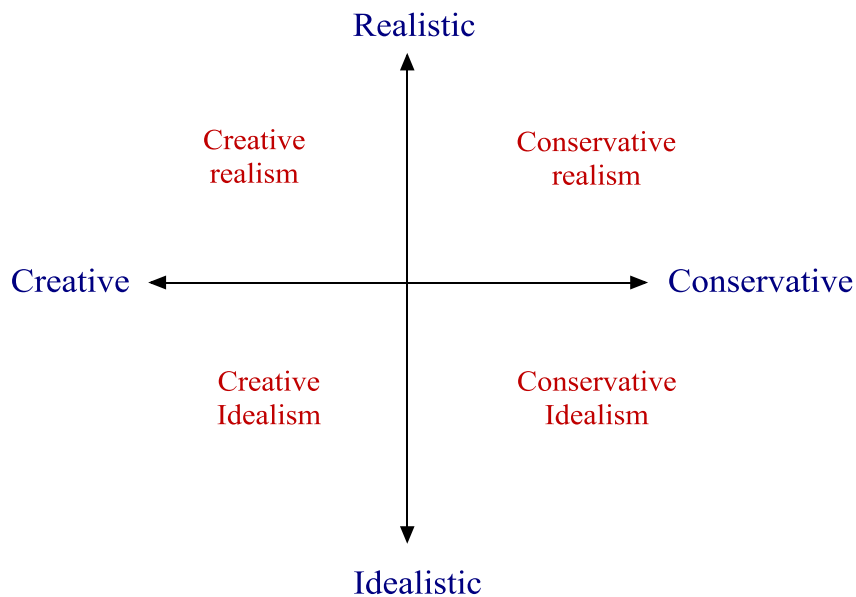 Realistic
Creative
realism
Conservative
realism
Creative
Conservative
Creative
Idealism
Conservative
Idealism
Idealistic